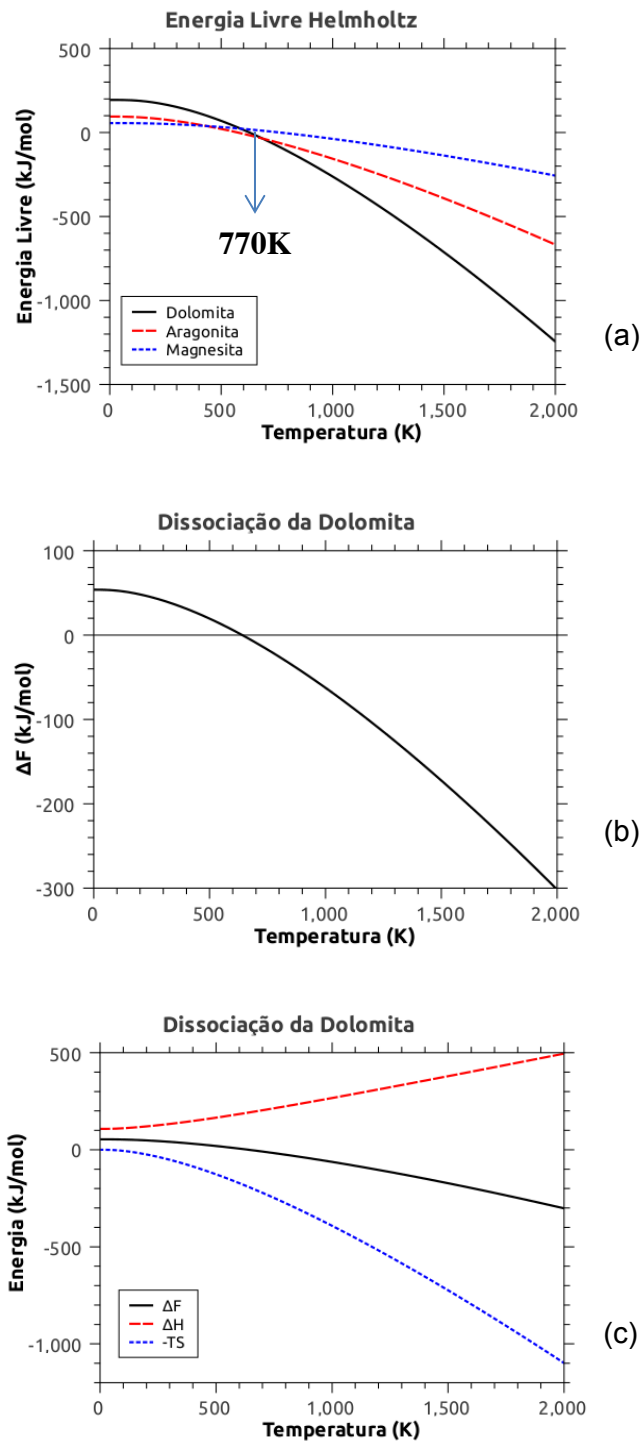 Energia Livre Helmholtz
500
0
-500
-1,000
-1,500
Energia Livre (kJ/mol)
770K
Dolomita
Aragonita
Magnesita
0
500
1,000
1,500
2,000
Temperatura (K)
(a)
Dissociação da Dolomita
100
0
-100
-200
-300
ΔF (kJ/mol)
0
500
1,000
1,500
2,000
Temperatura (K)
(b)
Dissociação da Dolomita
500
0
-500
-1,000
Energia (kJ/mol)
ΔF
ΔH
-TS
0
500
1,000
1,500
2,000
Temperatura (K)
(c)